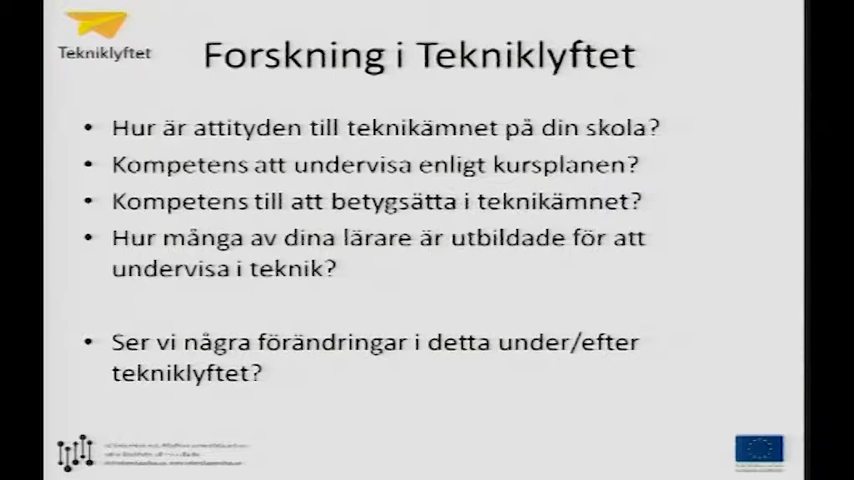 Tekniklyftet
Forskning i Tekniklyftet
• Hur är attityden till teknikämnet på din skola?
• Kompetens att undervisa enligt kursplanen?
• Kompetens till att betygsätta i teknikämnet?
• Hur många av dina lärare är utbildade för att
undervisa i teknik?
• Ser vi några förändringar i detta under/efter
tekniklyftet?